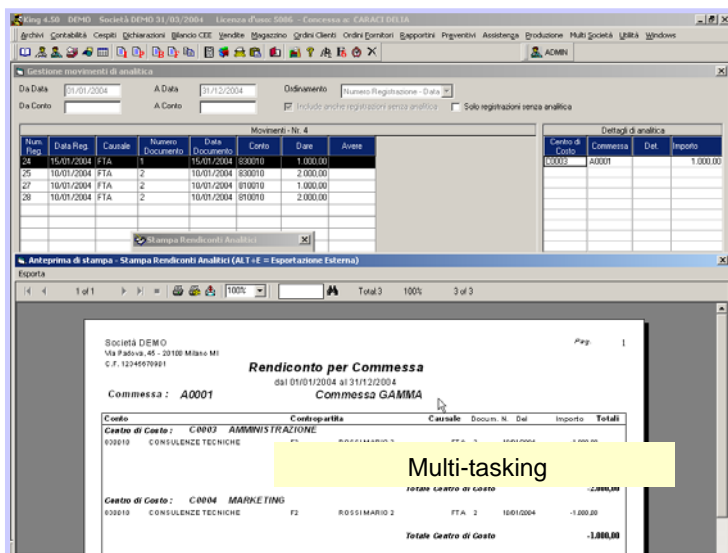 King 4.50 DEMO Società DEMO 31/03/2004 Licenza d'uso: 5086 - Concessa a: CARACI DELIA
Archivi Contabilità Cespiti Dichiarazioni Bilancio CEE Vendite Magazzino Ordini Clienti Ordini Fornitori Rapportini Preventivi Assistenza Produzione Multi Società Utilità Windows
ADMIN
Gestione movimenti di analitica
Da Data 01/01/2004 A Data 31/12/2004 Ordinamento Numero Registrazione - Data
Da Conto A Conto Include anche registrazioni senza analitica Solo registrazioni senza analitica
Movimenti - Nr. 4 Dettagli di analitica
Num. Reg. Data Reg. Causale Numero Documento Data Documento Conto Dare Avere Centro di Costo Commessa Det. Importo
24 15/01/2004 FTA 1 15/01/2004 830010 1.000,00 C0003 A0001 1.000,00
25 10/01/2004 FTA 2 10/01/2004 830010 2.000,00
27 10/01/2004 FTA 2 10/01/2004 810010 1.000,00
28 10/01/2004 FTA 2 10/01/2004 810010 2.000,00
Stampa Rendiconti Analitici
Anteprima di stampa - Stampa Rendiconti Analitici (ALT+E = Esportazione Esterna)
Esporta
1 of 1 100% Total:3 100% 3 of 3
Società DEMO Pag. 1
Via Padova, 45 - 20100 Milano MI
C.F. 12345678901
Rendiconto per Commessa
dal 01/01/2004 al 31/12/2004
Commessa : A0001 Commessa GAMMA
Conto Contropartita Causale Docum. N. Del Importo Totali
Centro di Costo : C0003 AMMINISTRAZIONE
CONSULENZE TECNICHE F2 ROSSI MARIO 2 FTA 2 10/01/2004
Multi-tasking
Totale Centro di Costo -2.000,00
Centro di Costo : C0004 MARKETING
CONSULENZE TECNICHE F2 ROSSI MARIO 2 FTA 2 10/01/2004 -1.000,00
Totale Centro di Costo -1.000,00